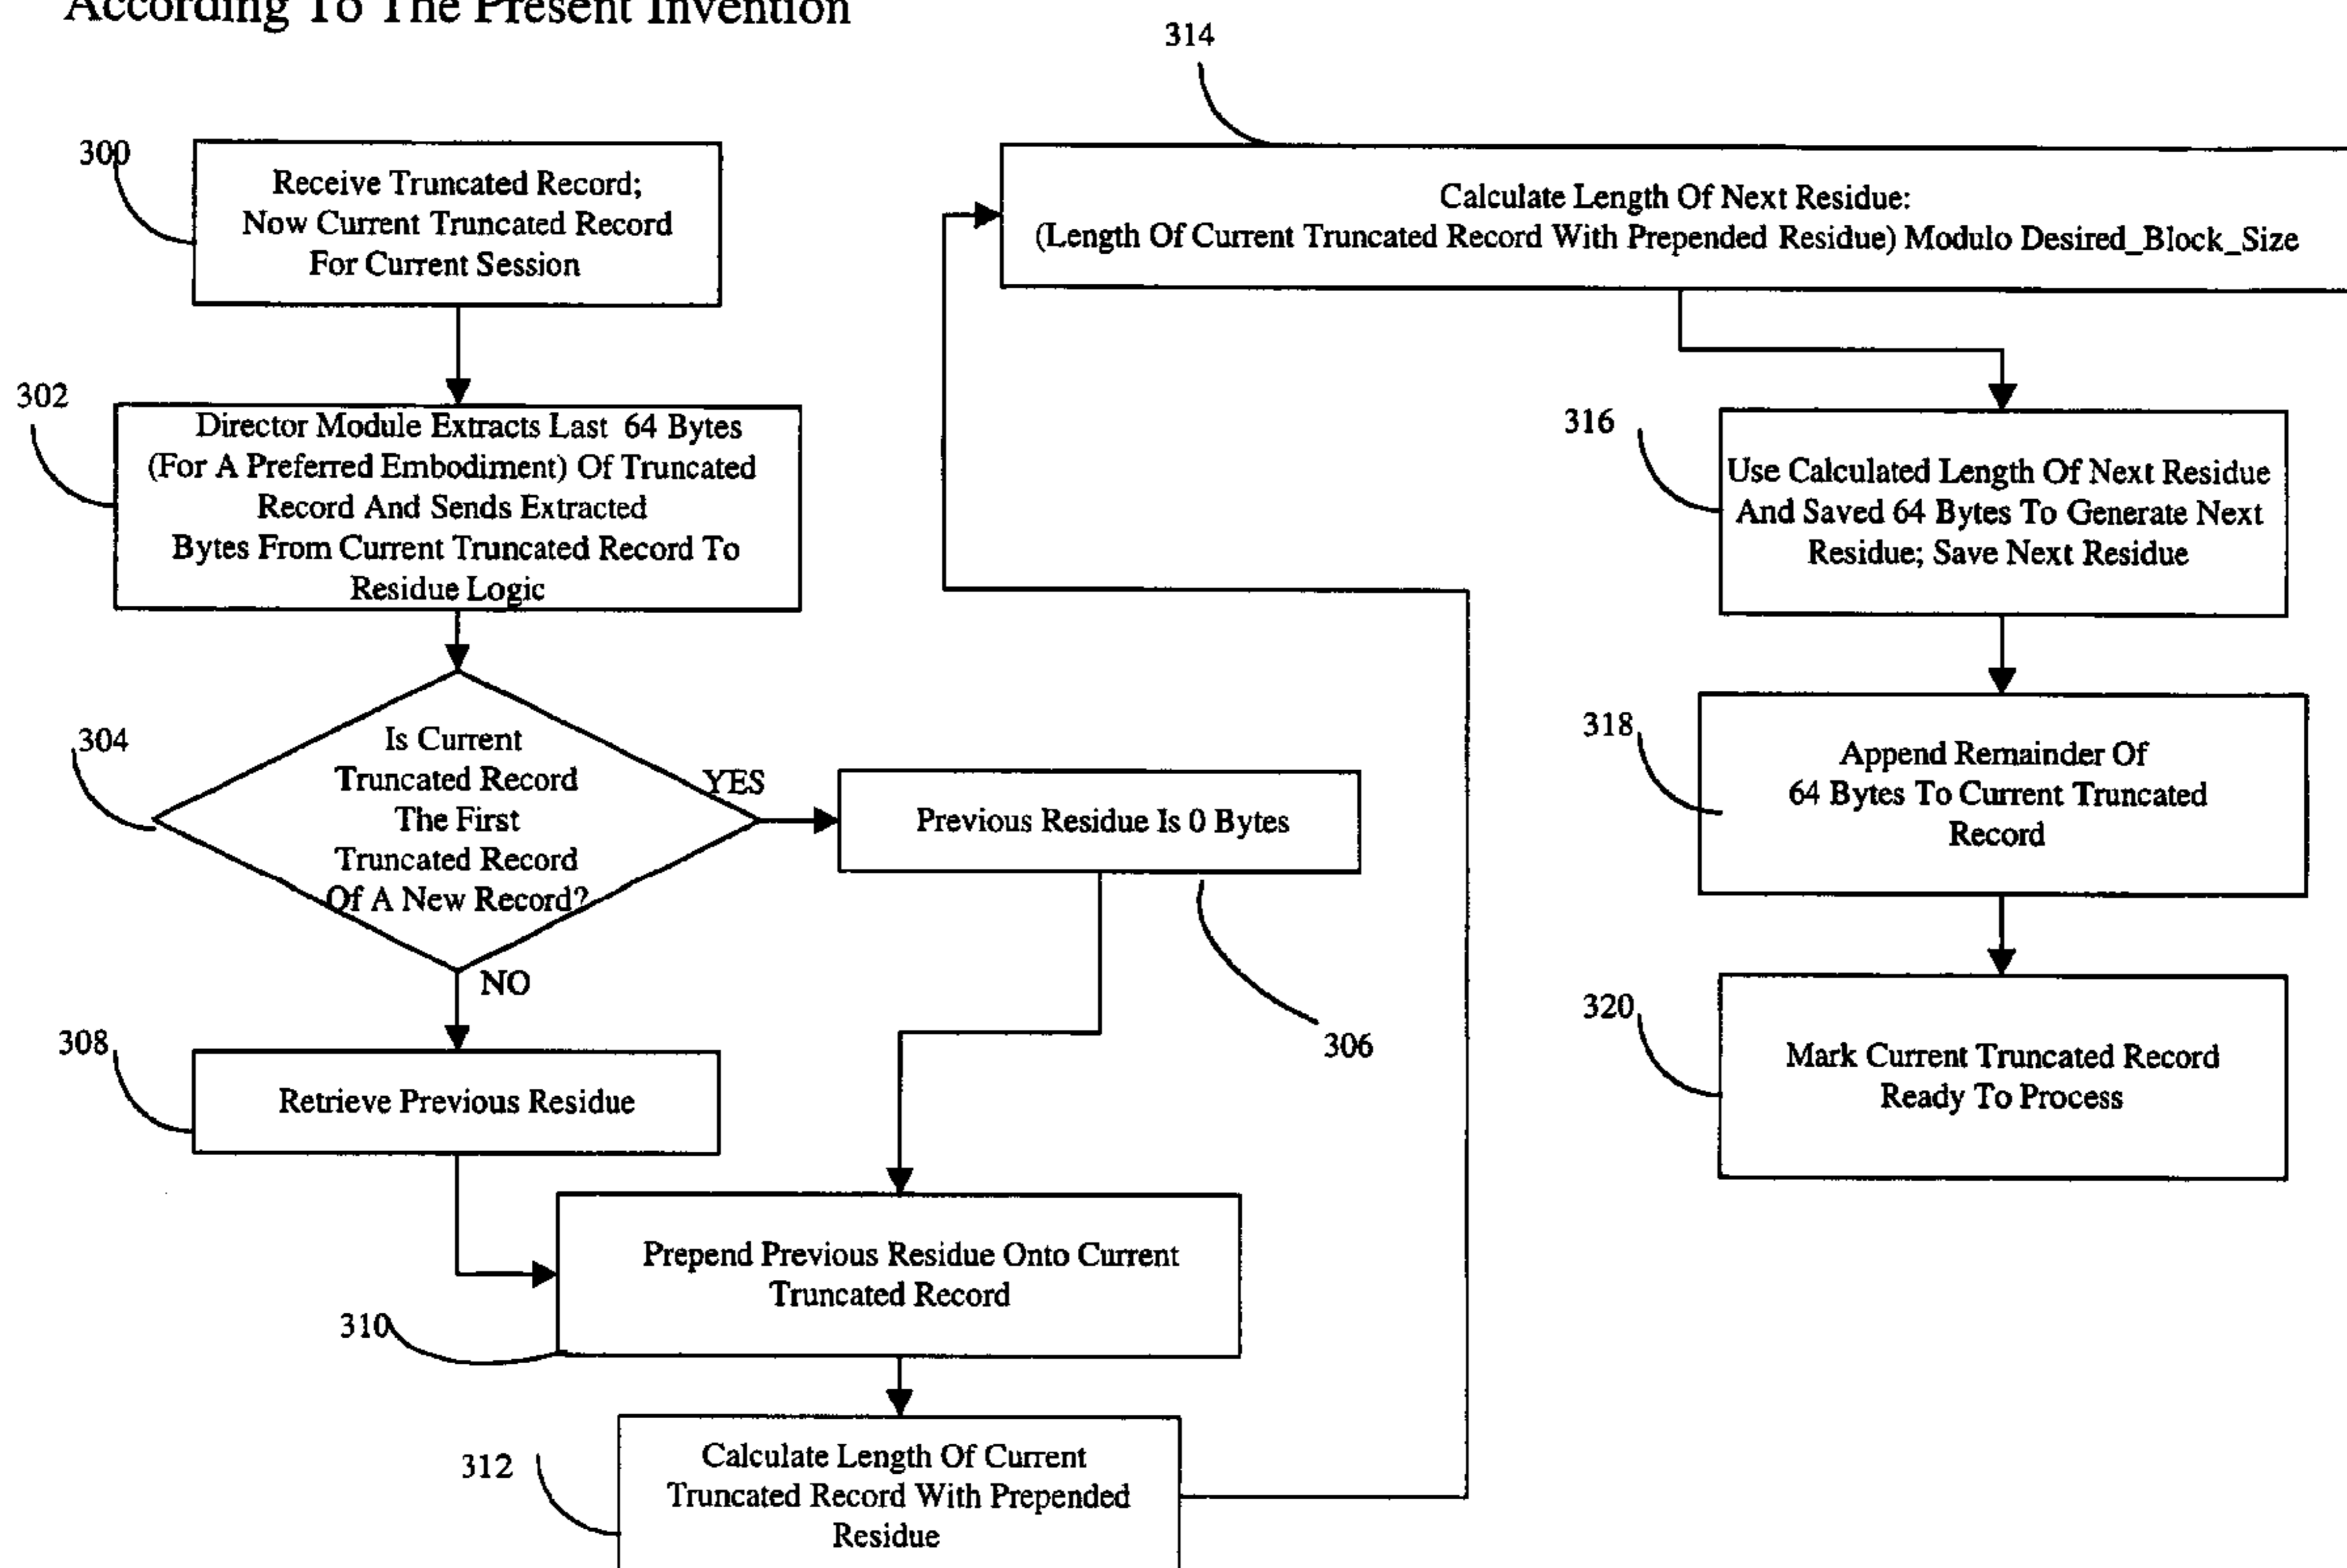 According To The Present Invention
300
Receive Truncated Record;
Now Current Truncated Record
For Current Session
302
Director Module Extracts Last 64 Bytes
(For A Preferred Embodiment) Of Truncated
Record And Sends Extracted
Bytes From Current Truncated Record To
Residue Logic
304
Is Current
Truncated Record
The First
Truncated Record
Of A New Record?
YES
Previous Residue Is 0 Bytes
306
NO
308
Retrieve Previous Residue
Prepend Previous Residue Onto Current
Truncated Record
310
312
Calculate Length Of Current
Truncated Record With Prepended
Residue
314
Calculate Length Of Next Residue:
(Length Of Current Truncated Record With Prepended Residue) Modulo Desired_Block_Size
316
Use Calculated Length Of Next Residue
And Saved 64 Bytes To Generate Next
Residue; Save Next Residue
318
Append Remainder Of
64 Bytes To Current Truncated
Record
320
Mark Current Truncated Record
Ready To Process